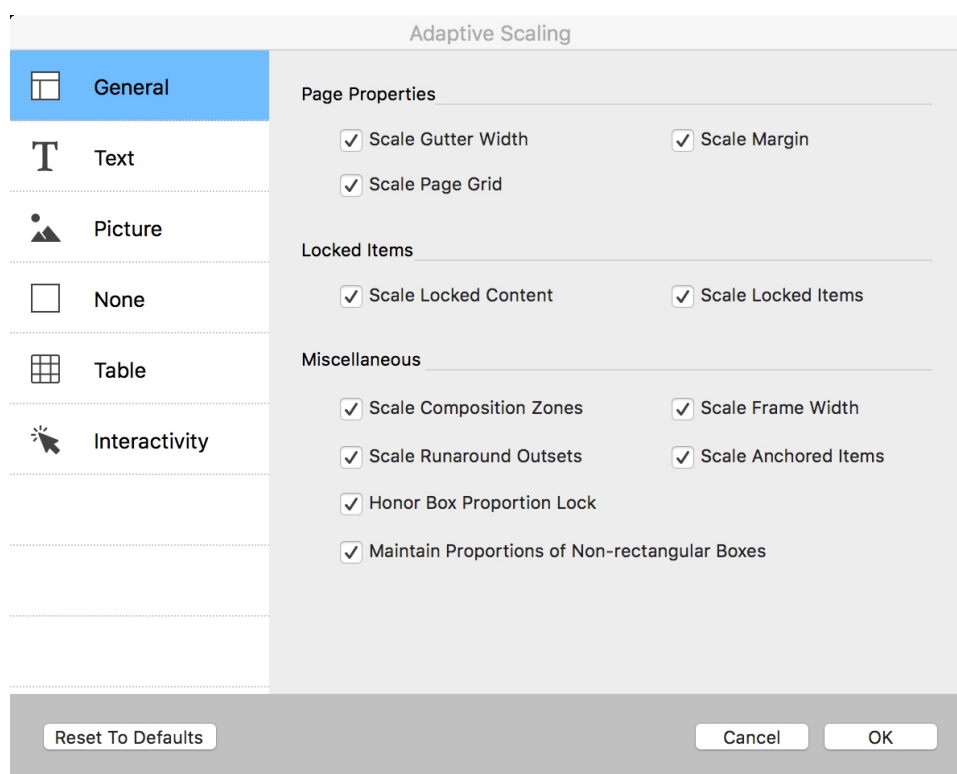 Adaptive Scaling
General
Text
Picture
None
Table
Interactivity
Page Properties
Scale Gutter Width
Scale Margin
Scale Page Grid
Locked Items
Scale Locked Content
Scale Locked Items
Miscellaneous
Scale Composition Zones
Scale Frame Width
Scale Runaround Outsets
Scale Anchored Items
Honor Box Proportion Lock
Maintain Proportions of Non-rectangular Boxes
Reset To Defaults
Cancel
OK